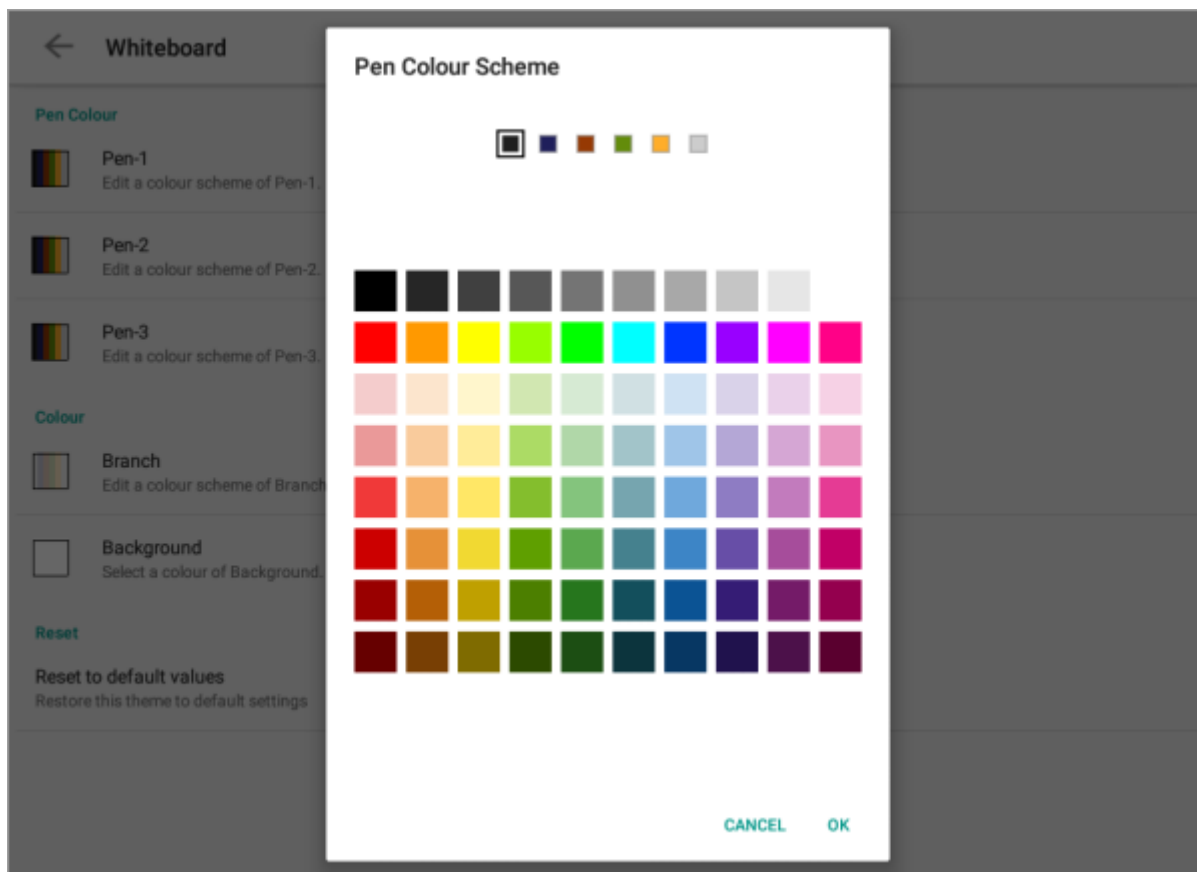 Whiteboard
Pen Colour Scheme
Pen Colour
Pen-1
Edit a colour scheme of Pen-1.
Pen-2
Edit a colour scheme of Pen-2.
Pen-3
Edit a colour scheme of Pen-3.
Colour
Branch
Edit a colour scheme of Branch
Background
Select a colour of Background.
Reset
Reset to default values
Restore this theme to default settings
CANCEL OK